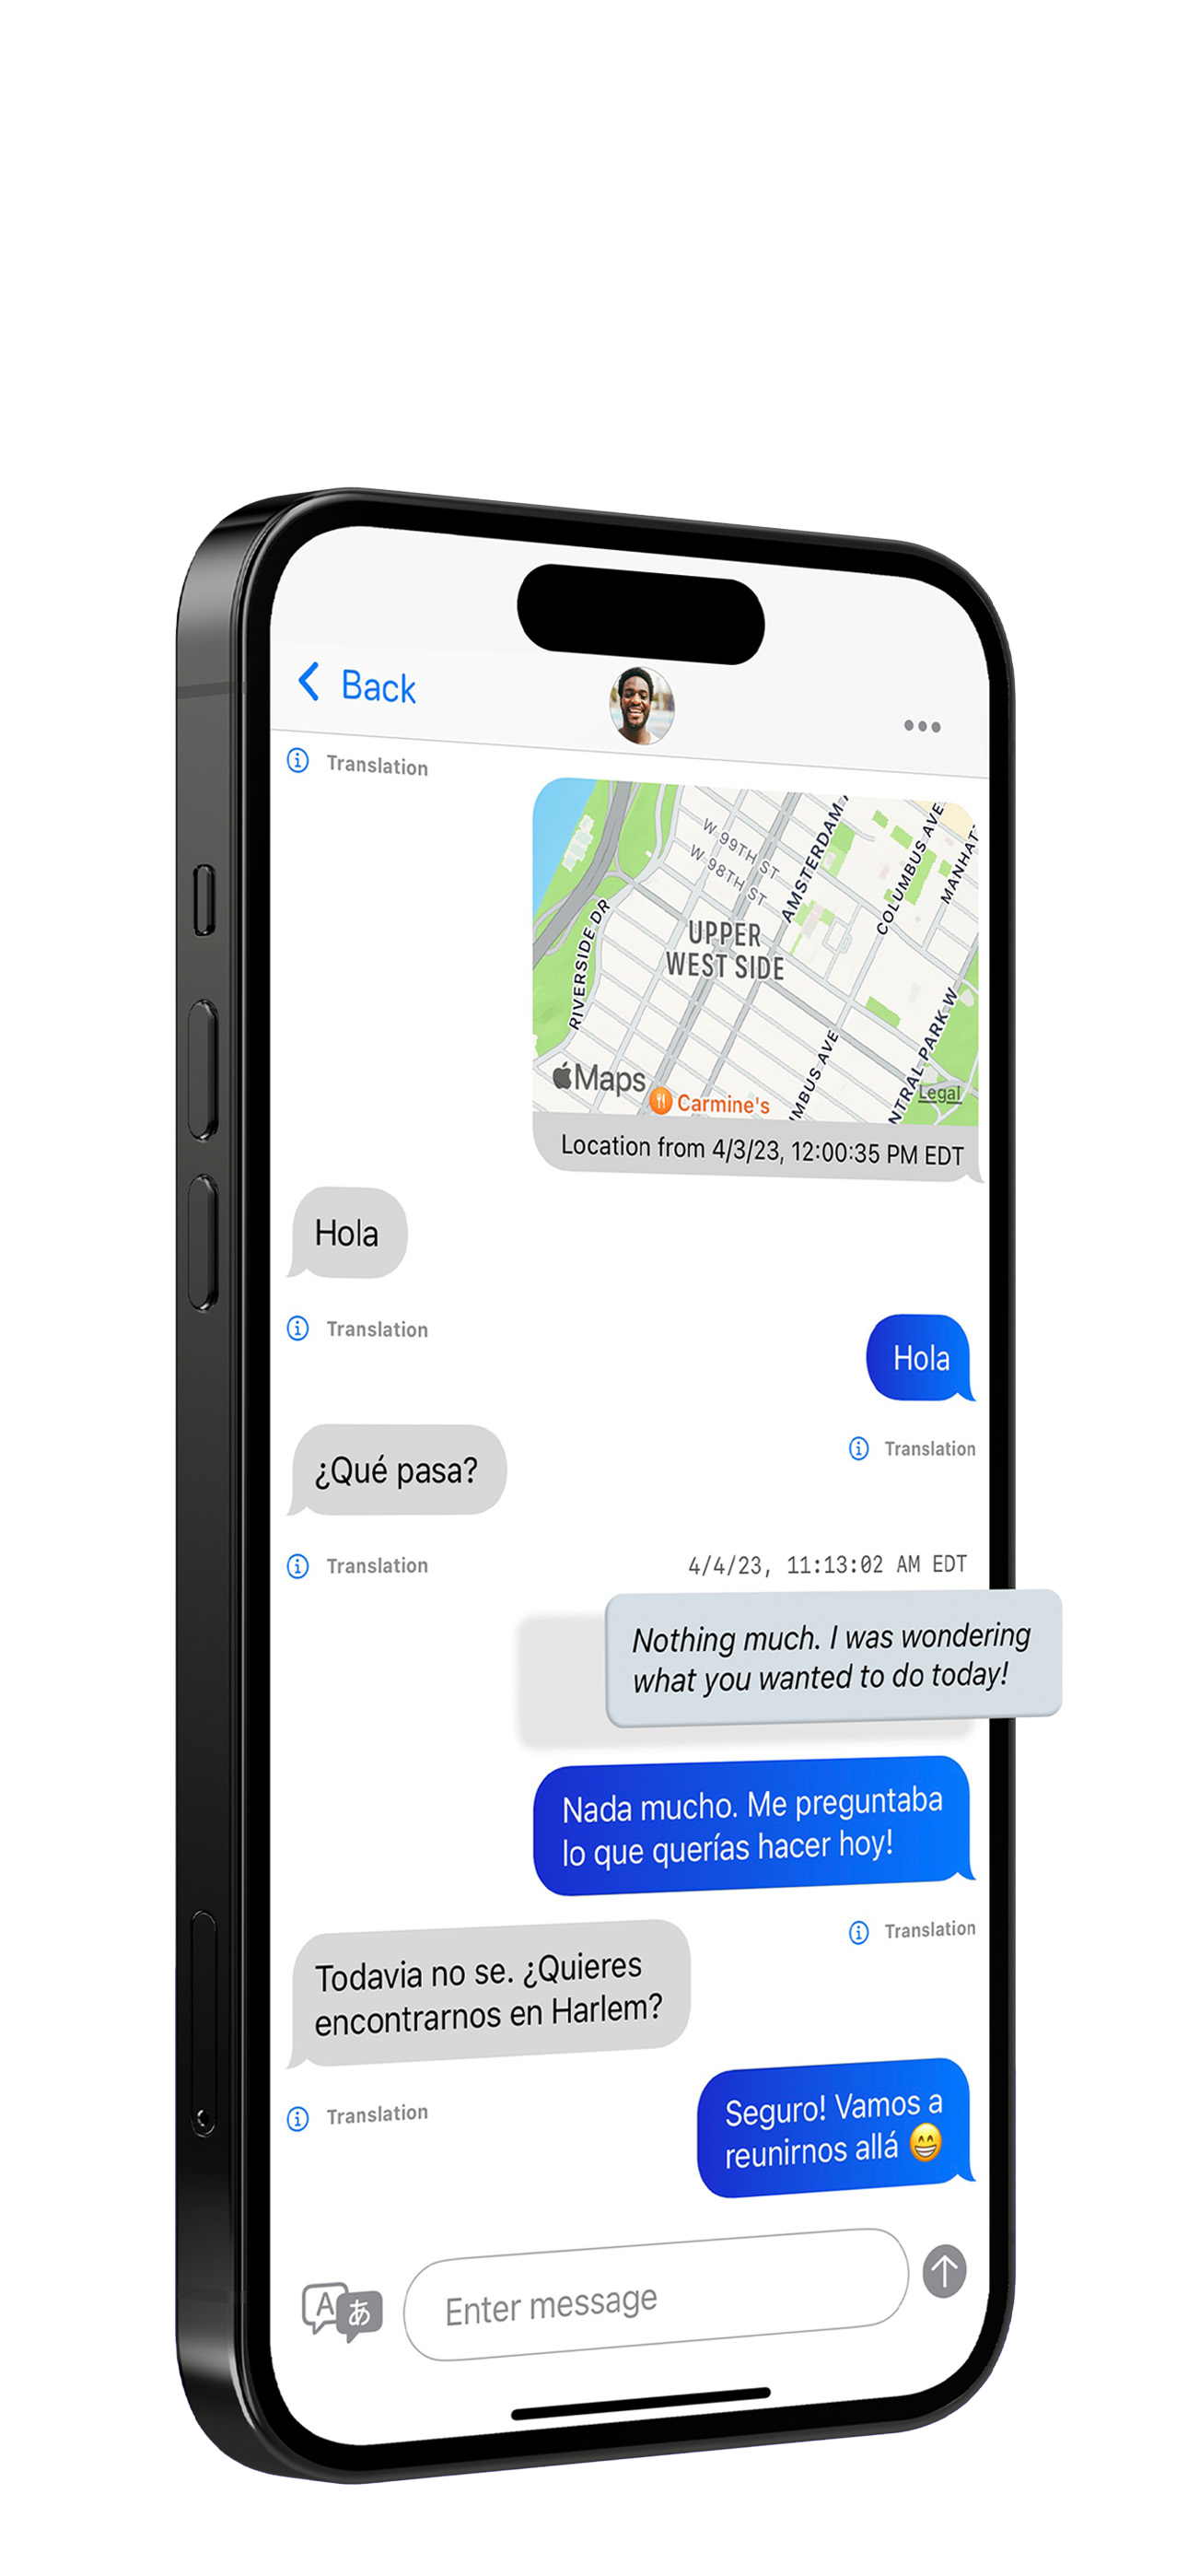 Back
Translation
W 99TH ST
W 98TH ST
AMSTERDAM
COLUMBUS AVE
MANHAT
UPPER
WEST SIDE
RIVERSIDE DR
MBUS AVE
NTRAL PARK W
Maps
Legal
Carmine's
Location from 4/3/23, 12:00:35 PM EDT
Hola
Translation
Hola
¿Qué pasa?
Translation
Translation
4/4/23, 11:13:02 AM EDT
Nothing much. I was wondering
what you wanted to do today!
Nada mucho. Me preguntaba
lo que querías hacer hoy!
Translation
Todavia no se. ¿Quieres
encontrarnos en Harlem?
Translation
Seguro! Vamos a
reunirnos allá 😁
A あ
Enter message